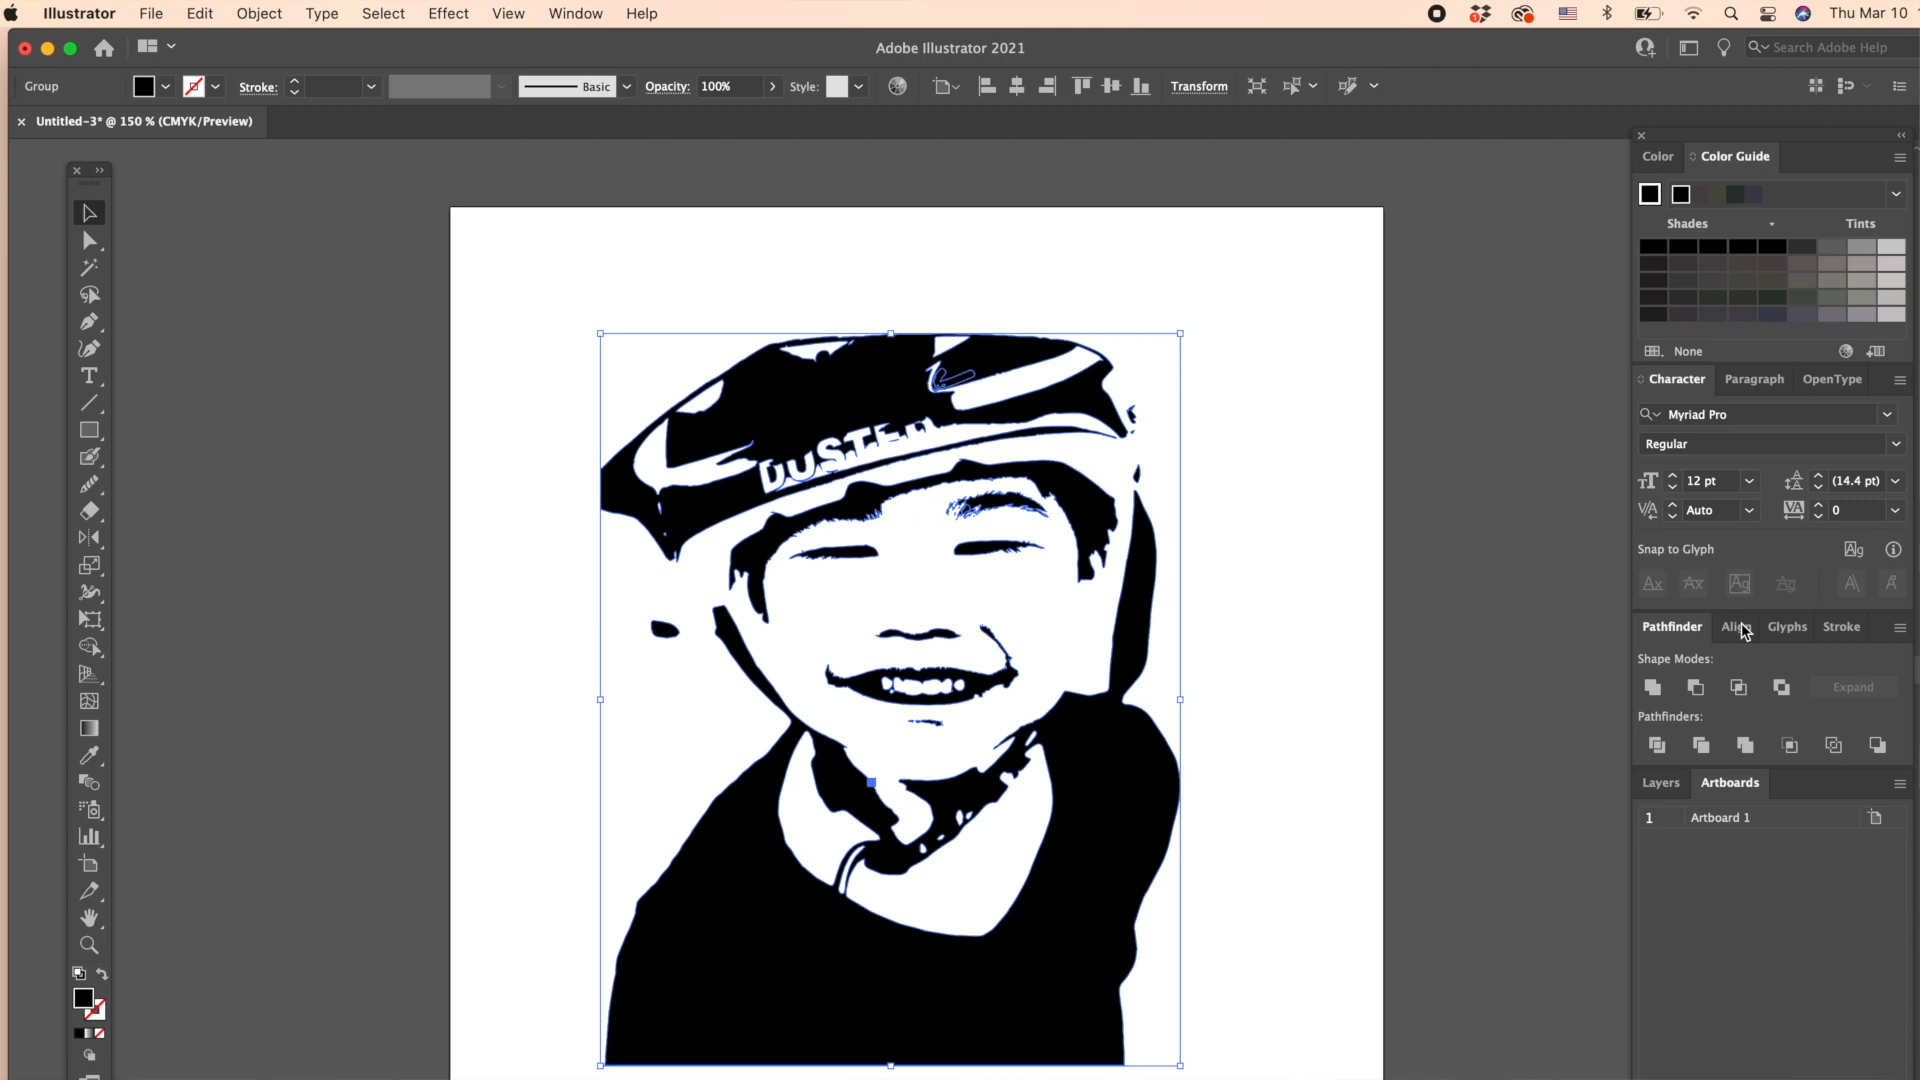 Illustrator File Edit Object Type Select Effect View Window Help Thu Mar 10
Adobe Illustrator 2021 Search Adobe Help
Group Stroke: Basic Opacity: 100% Style: Transform
Untitled-3* @ 150 % (CMYK/Preview)
Color Color Guide
Shades Tints
None
Character Paragraph OpenType
Myriad Pro
Regular
12 pt (14.4 pt)
Auto 0
Snap to Glyph
Pathfinder Align Glyphs Stroke
Shape Modes:
Expand
Pathfinders:
Layers Artboards
1 Artboard 1
DUSTER